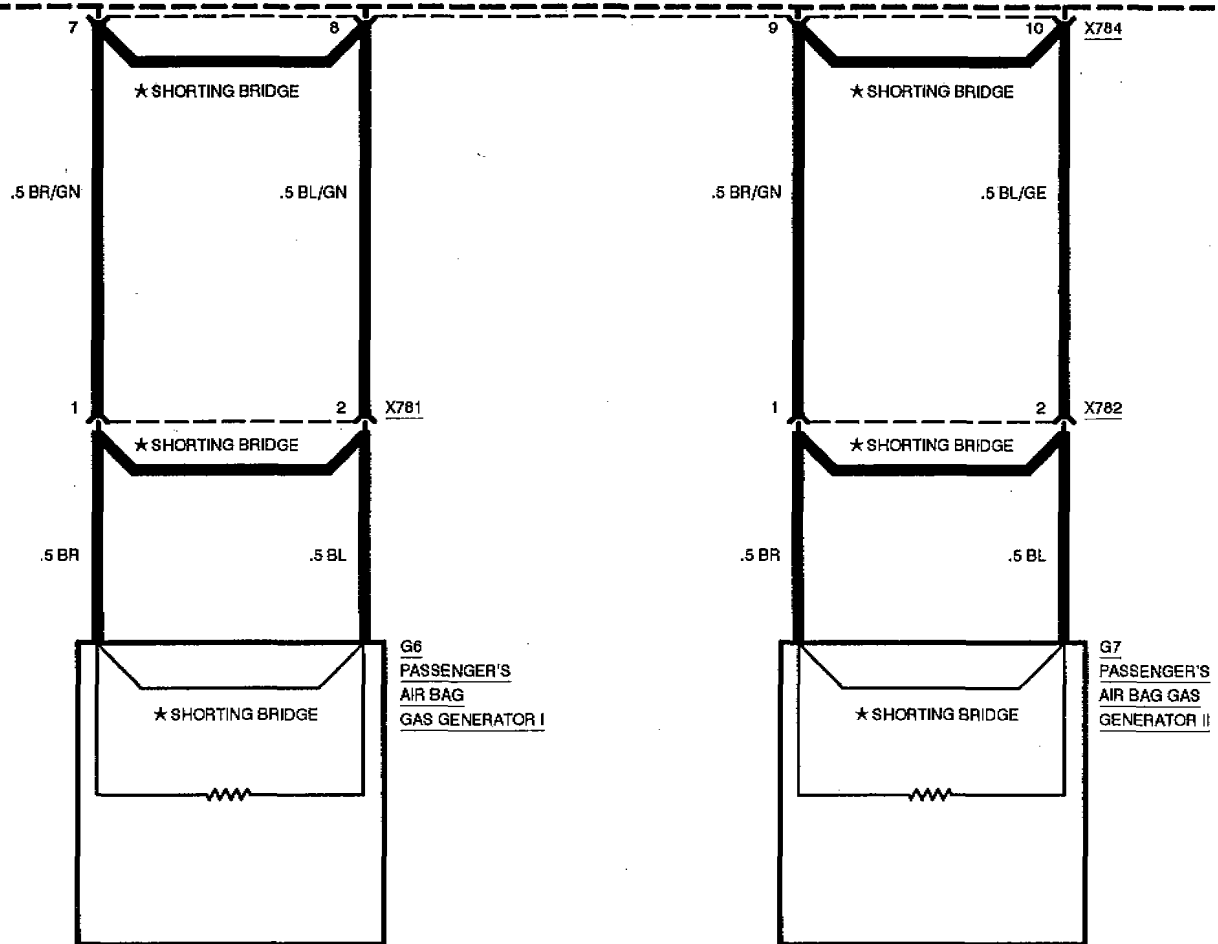 7 8 9 10 X784
★ SHORTING BRIDGE ★ SHORTING BRIDGE
.5 BR/GN .5 BL/GN .5 BR/GN .5 BL/GE
1 2 X781 1 2 X782
★ SHORTING BRIDGE ★ SHORTING BRIDGE
.5 BR .5 BL .5 BR .5 BL
G6
PASSENGER'S
AIR BAG
GAS GENERATOR I
★ SHORTING BRIDGE
G7
PASSENGER'S
AIR BAG GAS
GENERATOR II
★ SHORTING BRIDGE